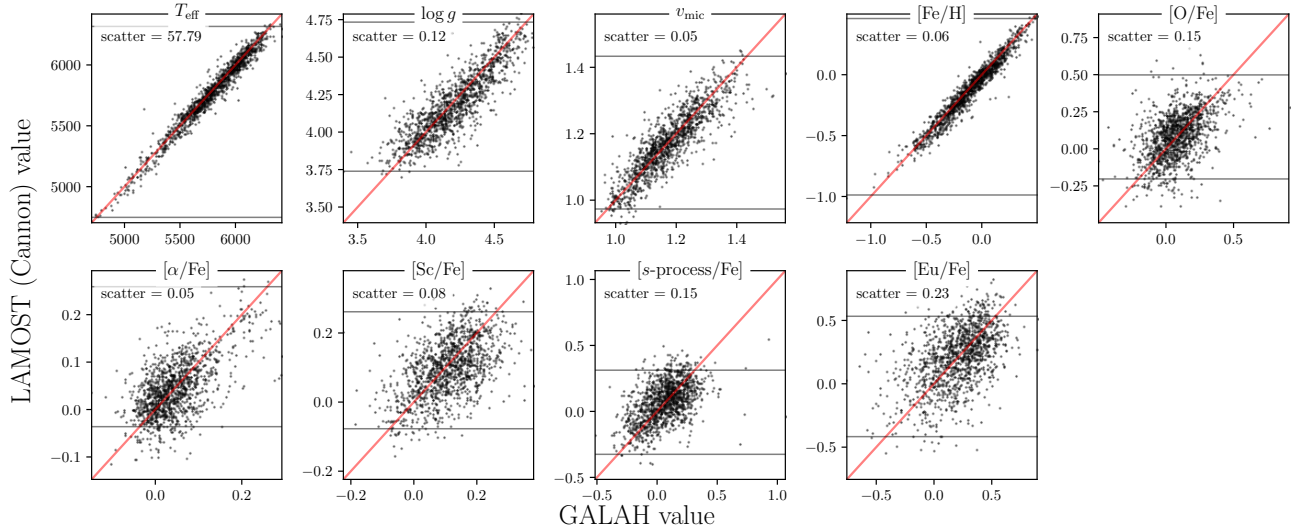 T_eff
log g
v_mic
[Fe/H]
[O/Fe]
scatter = 57.79
scatter = 0.12
scatter = 0.05
scatter = 0.06
scatter = 0.15
6000
5500
5000
4.75
4.50
4.25
4.00
3.75
3.50
1.4
1.2
1.0
0.0
−0.5
−1.0
0.75
0.50
0.25
0.00
−0.25
5000 5500 6000
3.5 4.0 4.5
1.0 1.2 1.4
−1.0 −0.5 0.0
0.0 0.5
LAMOST (Cannon) value
[α/Fe]
[Sc/Fe]
[s-process/Fe]
[Eu/Fe]
scatter = 0.05
scatter = 0.08
scatter = 0.15
scatter = 0.23
0.2
0.1
0.0
−0.1
0.2
0.0
−0.2
1.0
0.5
0.0
−0.5
0.5
0.0
−0.5
0.0 0.2
−0.2 0.0 0.2
−0.5 0.0 0.5 1.0
−0.5 0.0 0.5
GALAH value